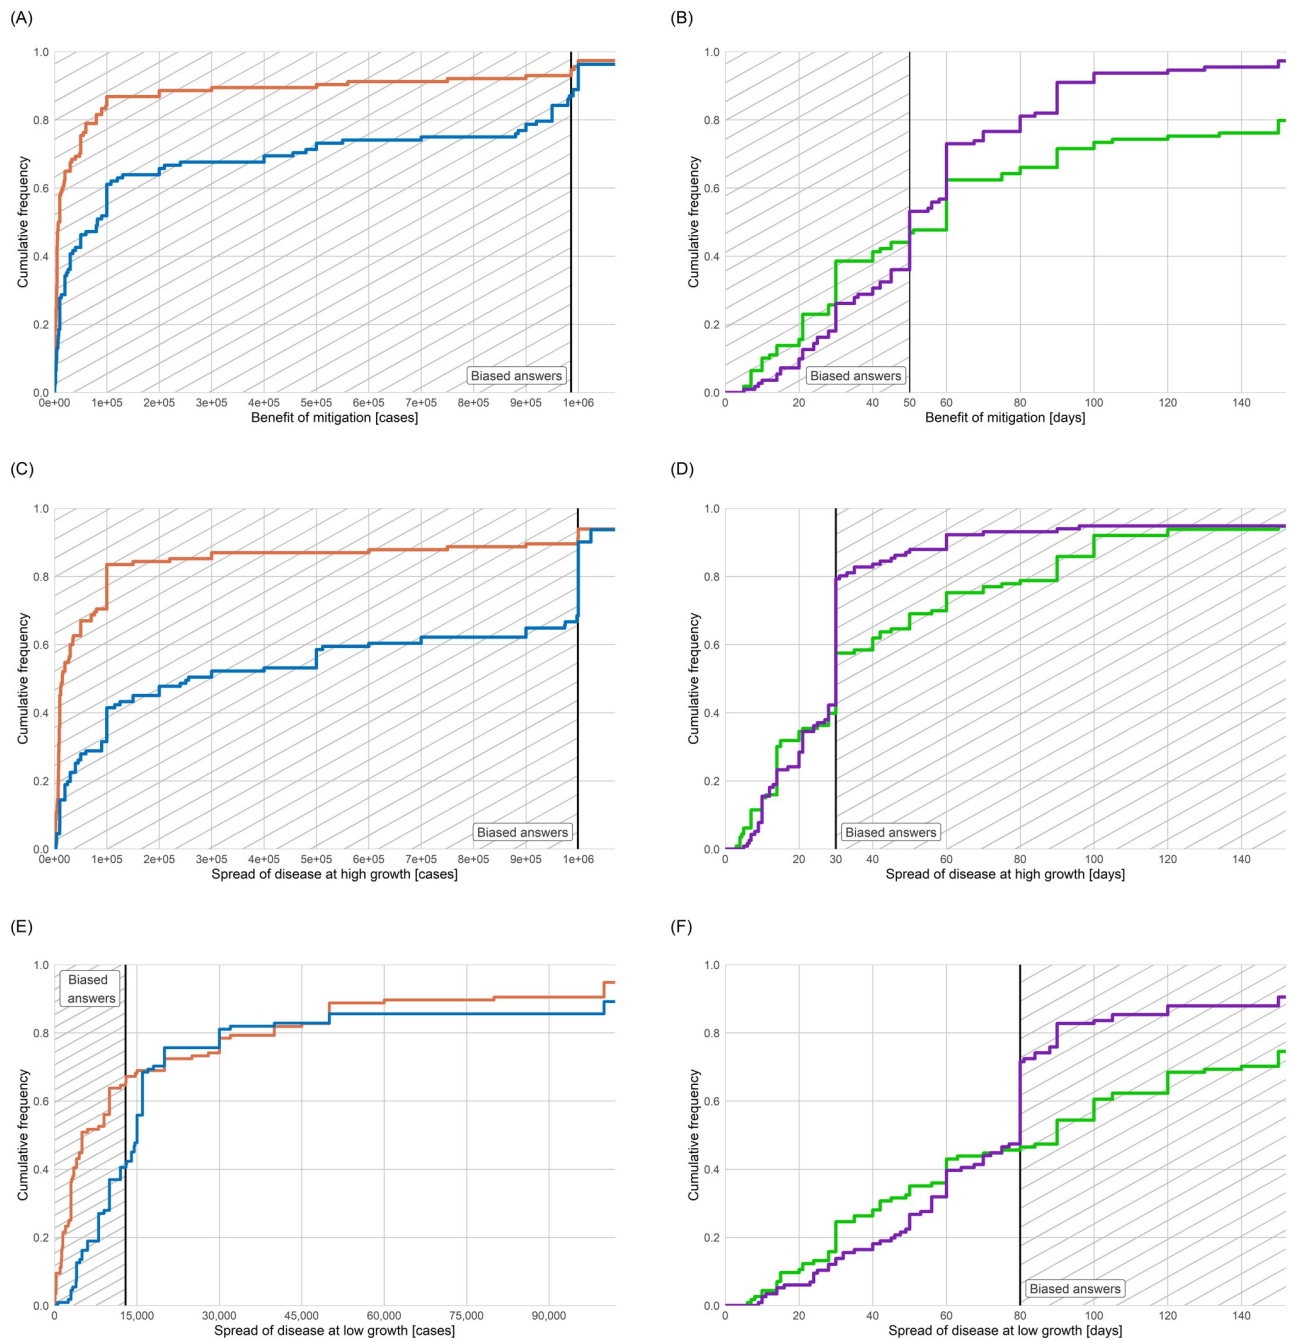 (A)
(B)
1.0
0.8
0.6
0.4
0.2
0.0
Cumulative frequency
Biased answers
0e+00 1e+05 2e+05 3e+05 4e+05 5e+05 6e+05 7e+05 8e+05 9e+05 1e+06
Benefit of mitigation [cases]
1.0
0.8
0.6
0.4
0.2
0.0
Cumulative frequency
Biased answers
0 20 40 50 60 80 100 120 140
Benefit of mitigation [days]
(C)
(D)
1.0
0.8
0.6
0.4
0.2
0.0
Cumulative frequency
Biased answers
0e+00 1e+05 2e+05 3e+05 4e+05 5e+05 6e+05 7e+05 8e+05 9e+05 1e+06
Spread of disease at high growth [cases]
1.0
0.8
0.6
0.4
0.2
0.0
Cumulative frequency
Biased answers
0 20 30 40 60 80 100 120 140
Spread of disease at high growth [days]
(E)
(F)
1.0
0.8
0.6
0.4
0.2
0.0
Cumulative frequency
Biased
answers
0 15,000 30,000 45,000 60,000 75,000 90,000
Spread of disease at low growth [cases]
1.0
0.8
0.6
0.4
0.2
0.0
Cumulative frequency
Biased answers
0 20 40 60 80 100 120 140
Spread of disease at low growth [days]